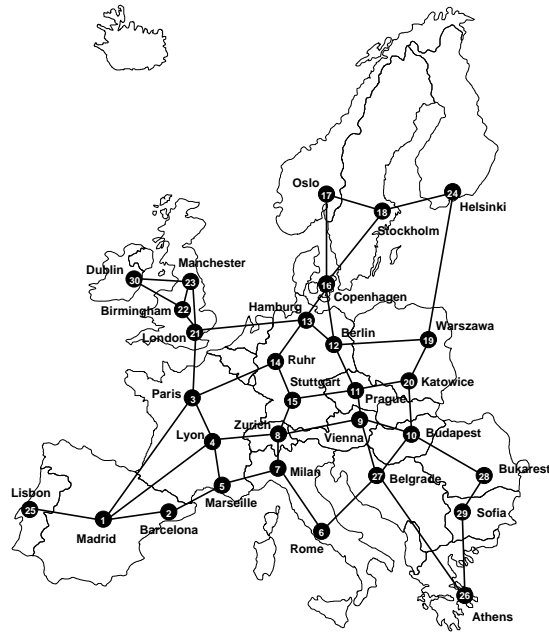 Oslo
17
24
Helsinki
18
Stockholm
Dublin
30
Manchester
23
16
Copenhagen
Birmingham
22
Hamburg
13
London
21
Berlin
12
Warszawa
19
14
Ruhr
Paris
3
Stuttgart
15
11
Prague
20
Katowice
Lyon
4
Zurich
8
9
Vienna
10
Budapest
7
Milan
27
Belgrade
28
Bukarest
5
Marseille
Lisbon
25
1
Madrid
2
Barcelona
6
Rome
29
Sofia
26
Athens